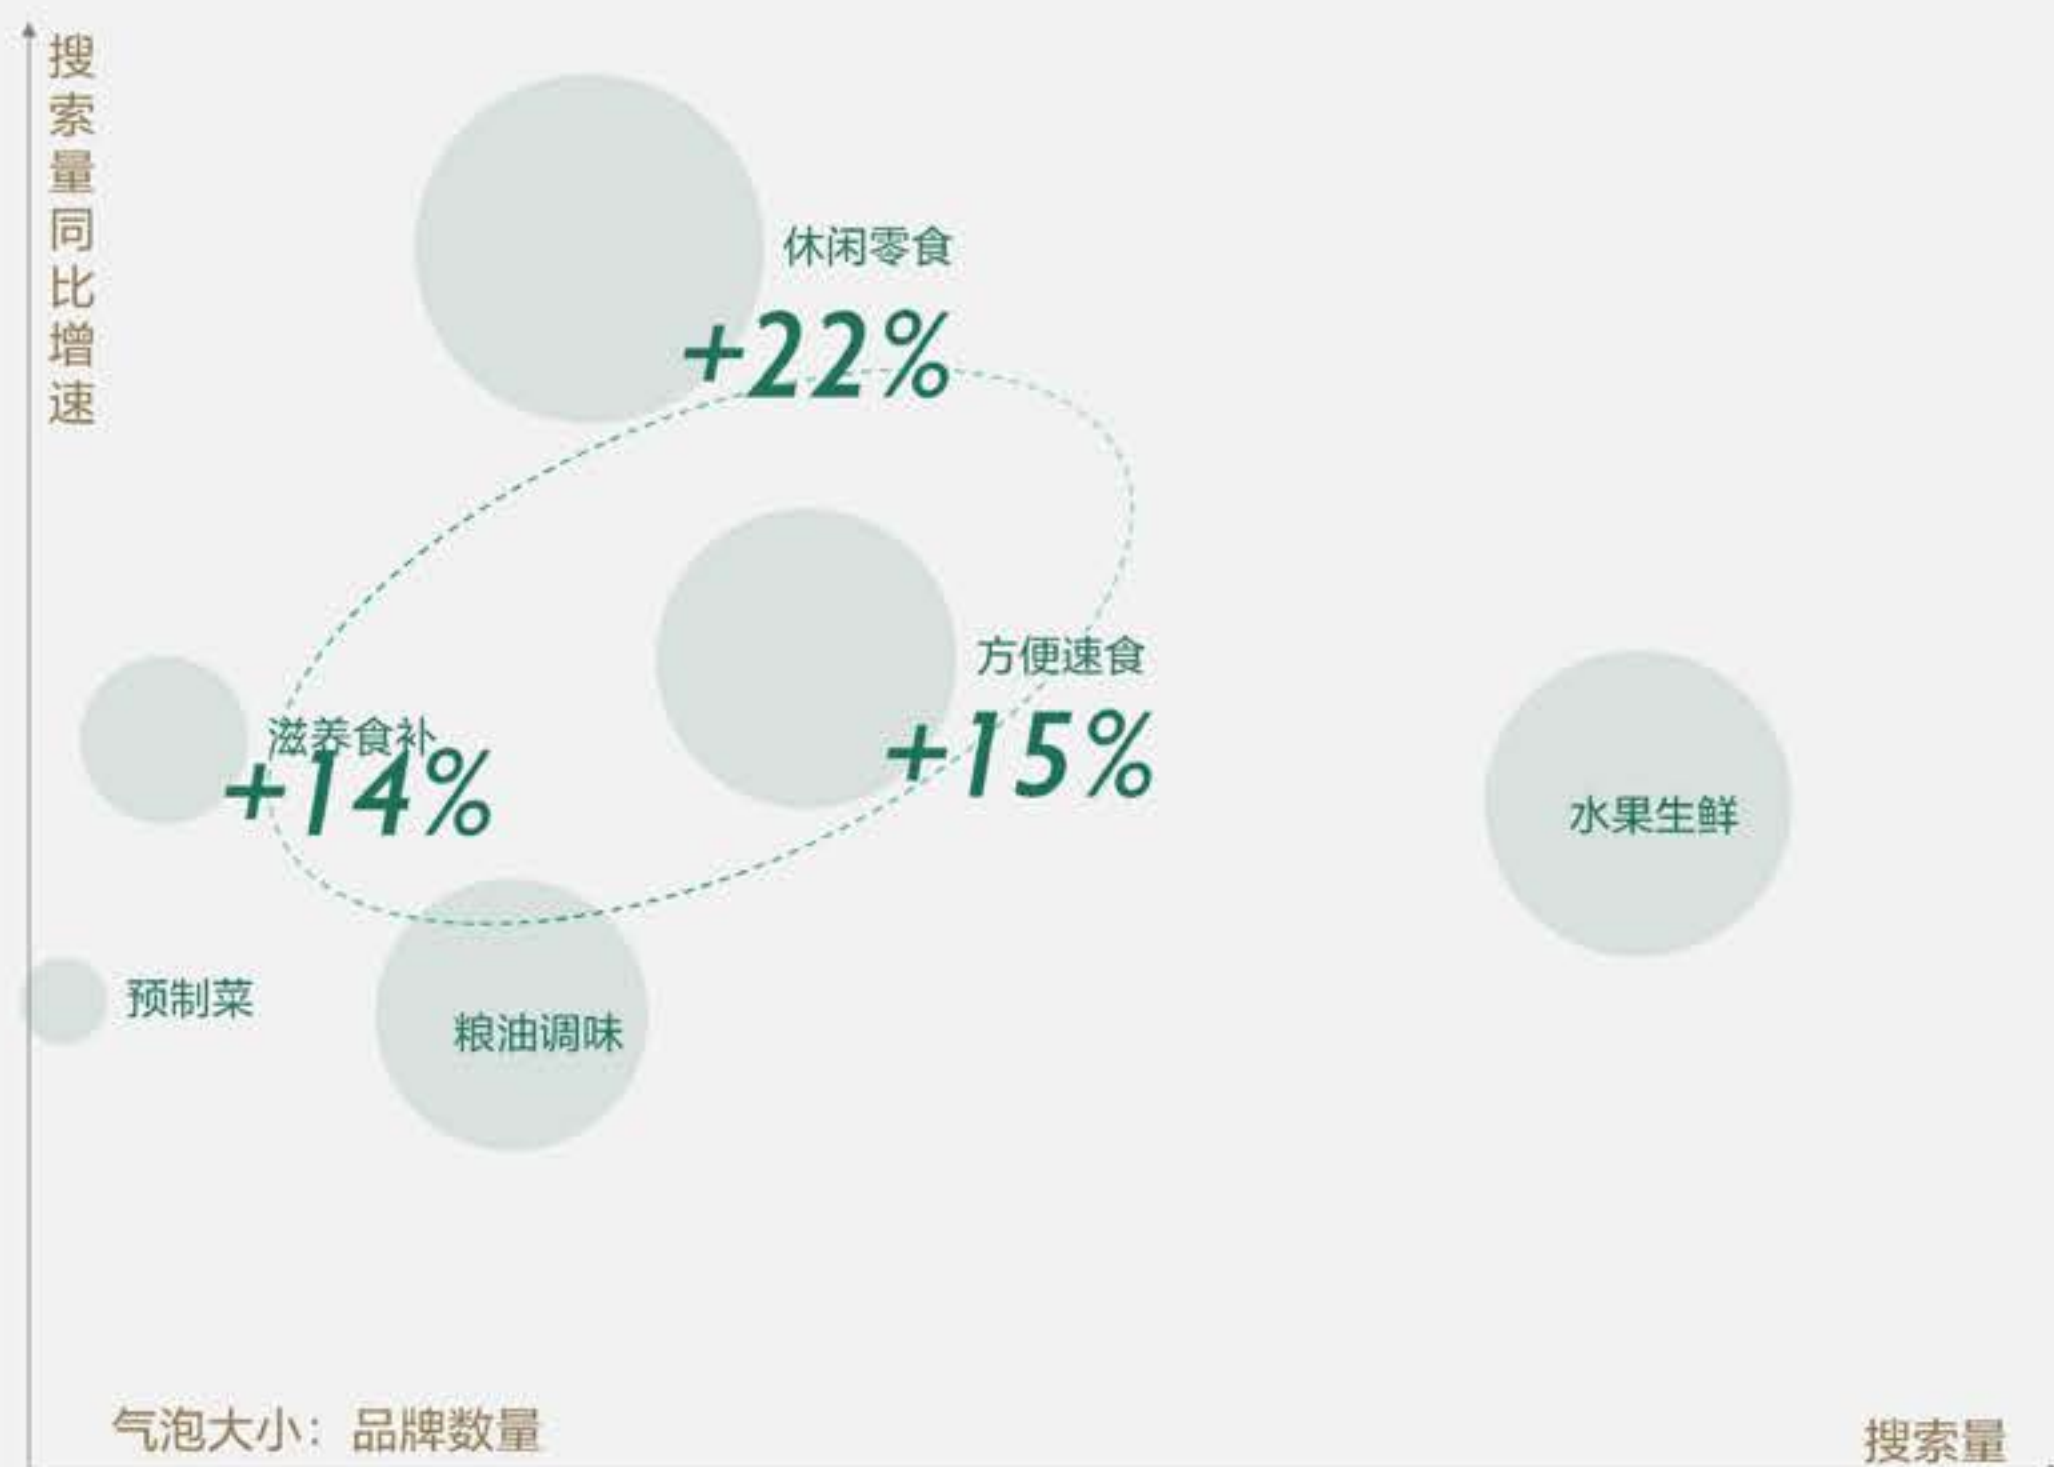 搜索量同比增速
休闲零食
+22%
方便速食
+15%
滋养食补
+14%
水果生鲜
预制菜
粮油调味
气泡大小：品牌数量
搜索量